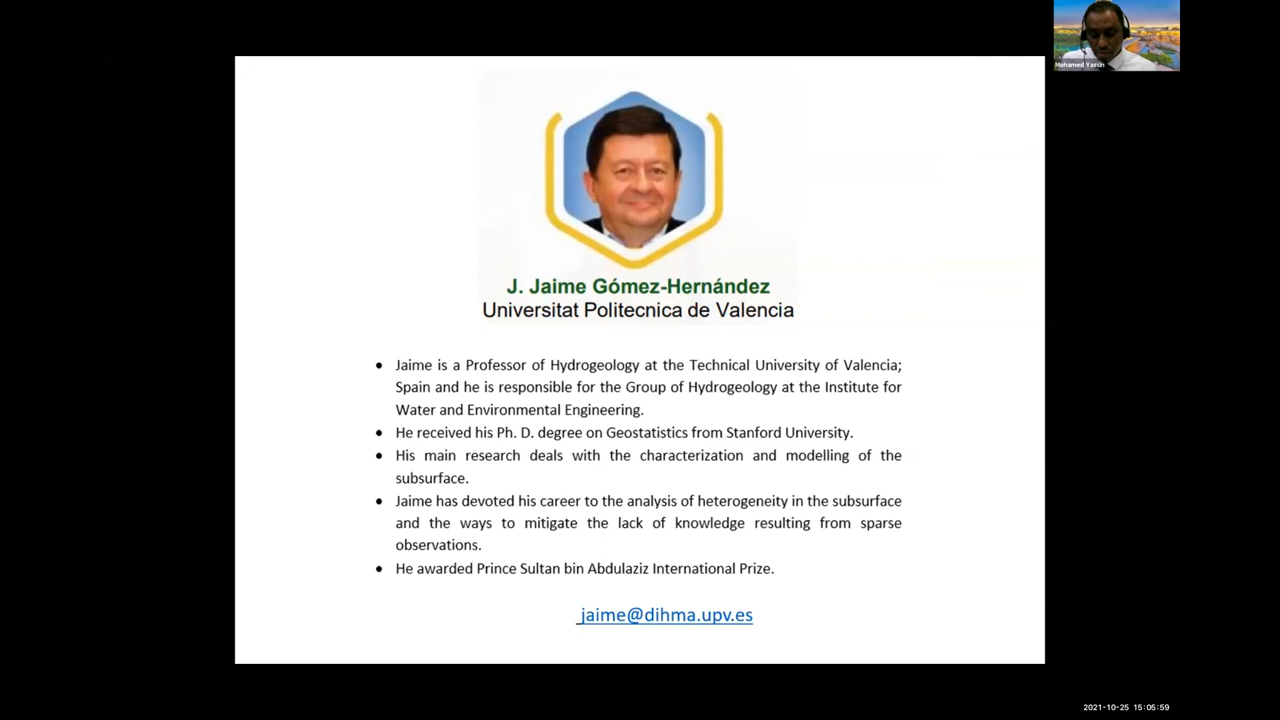 Mohamed Yassin
J. Jaime Gómez-Hernández
Universitat Politecnica de Valencia
• Jaime is a Professor of Hydrogeology at the Technical University of Valencia;
Spain and he is responsible for the Group of Hydrogeology at the Institute for
Water and Environmental Engineering.
• He received his Ph. D. degree on Geostatistics from Stanford University.
• His main research deals with the characterization and modelling of the
subsurface.
• Jaime has devoted his career to the analysis of heterogeneity in the subsurface
and the ways to mitigate the lack of knowledge resulting from sparse
observations.
• He awarded Prince Sultan bin Abdulaziz International Prize.
jaime@dihma.upv.es
2021-10-25 15:05:59